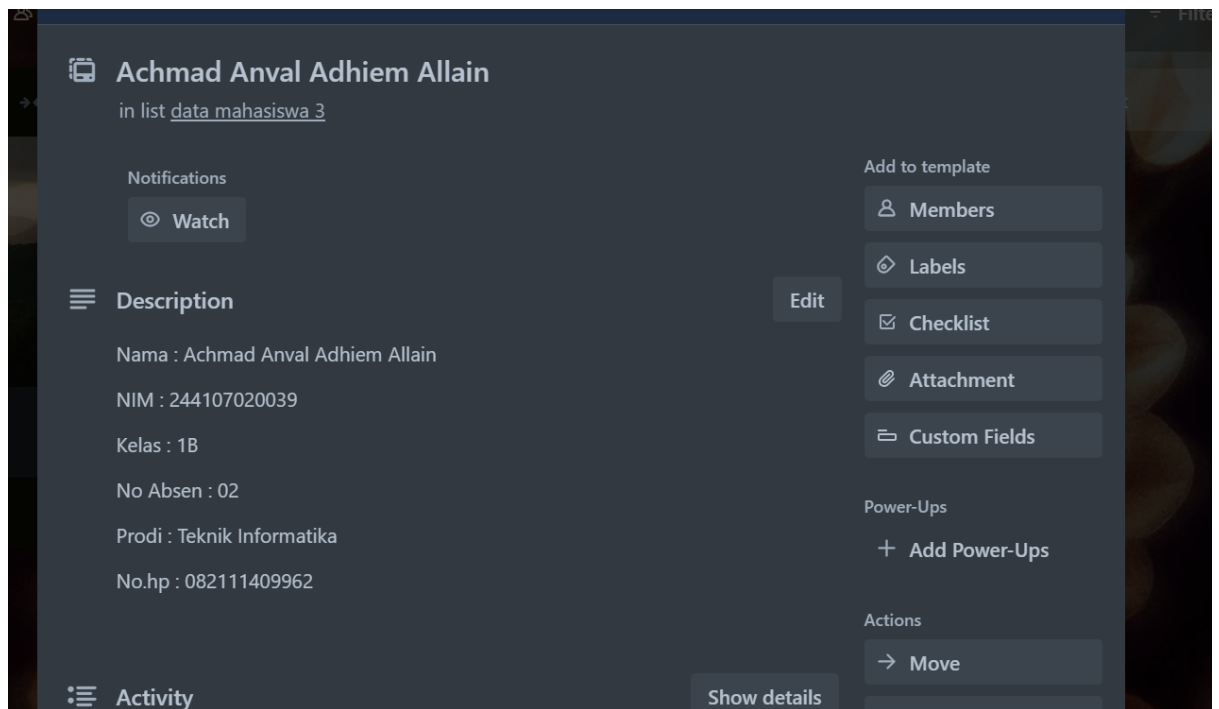 Filte
Achmad Anval Adhiem Allain
in list data mahasiswa 3
Notifications
Watch
Description
Edit
Nama : Achmad Anval Adhiem Allain
NIM : 244107020039
Kelas : 1B
No Absen : 02
Prodi : Teknik Informatika
No.hp : 082111409962
Activity
Show details
Add to template
Members
Labels
Checklist
Attachment
Custom Fields
Power-Ups
Add Power-Ups
Actions
Move